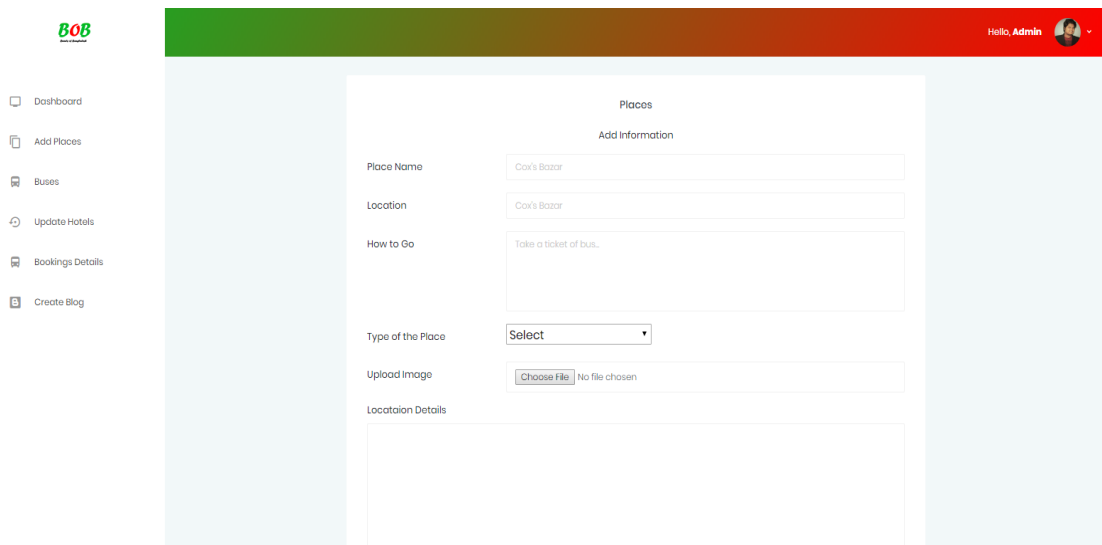 BOB
Hello, Admin
Dashboard
Add Places
Buses
Update Hotels
Bookings Details
Create Blog
Places
Add Information
Place Name
Cox's Bazar
Location
Cox's Bazar
How to Go
Take a ticket of bus...
Type of the Place
Select
Upload Image
Choose File No file chosen
Locataion Details